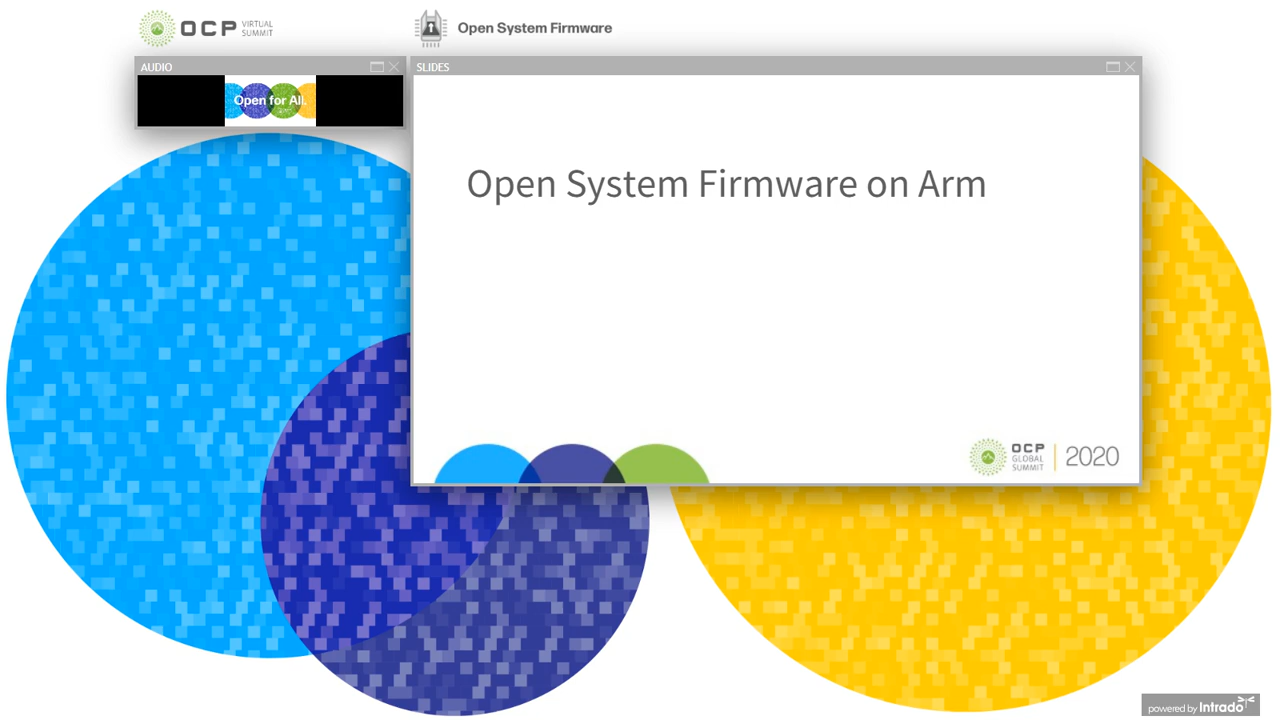 OCP VIRTUAL SUMMIT
Open System Firmware
AUDIO
Open for All.
SLIDES
Open System Firmware on Arm
OCP GLOBAL SUMMIT
2020
powered by Intrado